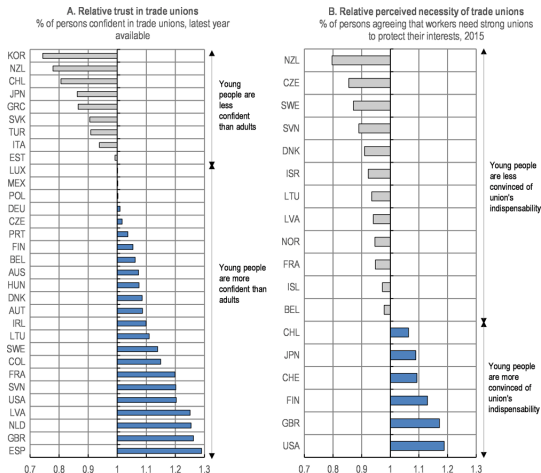 A. Relative trust in trade unions
% of persons confident in trade unions, latest year
available
KOR
NZL
CHL
JPN
GRC
SVK
TUR
ITA
EST
LUX
MEX
POL
DEU
CZE
PRT
FIN
BEL
AUS
HUN
DNK
AUT
IRL
LTU
SWE
COL
FRA
SVN
USA
LVA
NLD
GBR
ESP
Young
people are
less
confident
than adults
Young people
are more
confident than
adults
0.7 0.8 0.9 1 1.1 1.2 1.3
B. Relative perceived necessity of trade unions
% of persons agreeing that workers need strong unions
to protect their interests, 2015
NZL
CZE
SWE
SVN
DNK
ISR
LTU
LVA
NOR
FRA
ISL
BEL
CHL
JPN
CHE
FIN
GBR
USA
Young people
are less
convinced of
union's
indispensability
Young people
are more
convinced of
union's
indispensability
0.7 0.8 0.9 1 1.1 1.2 1.3